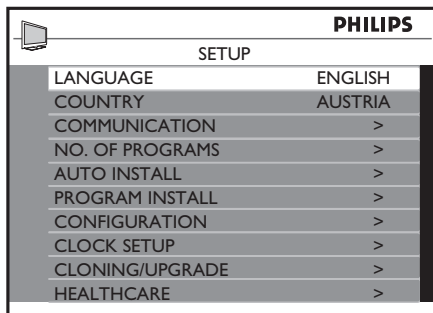 PHILIPS
SETUP
LANGUAGE ENGLISH
COUNTRY AUSTRIA
COMMUNICATION >
NO. OF PROGRAMS >
AUTO INSTALL >
PROGRAM INSTALL >
CONFIGURATION >
CLOCK SETUP >
CLONING/UPGRADE >
HEALTHCARE >